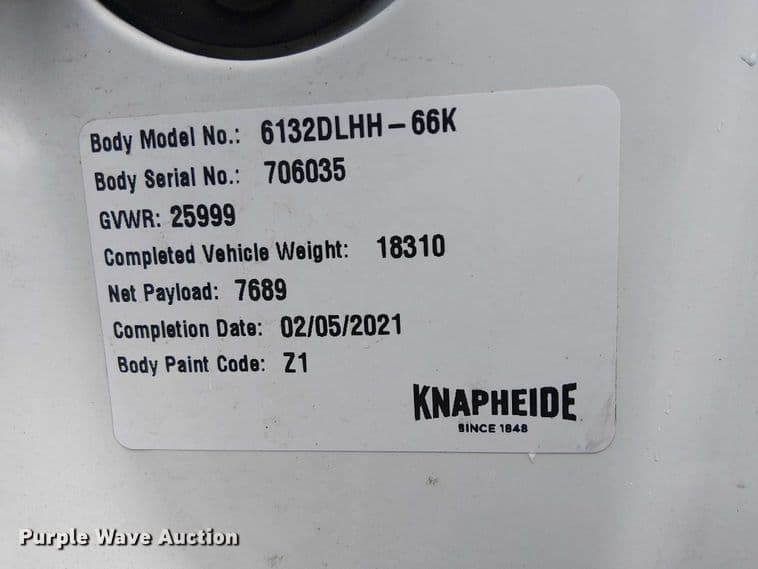 Body Model No.: 6132DLHH-66K
Body Serial No.: 706035
GVWR: 25999
Completed Vehicle Weight: 18310
Net Payload: 7689
Completion Date: 02/05/2021
Body Paint Code: Z1
KNAPHEIDE
SINCE 1848
Purple Wave Auction